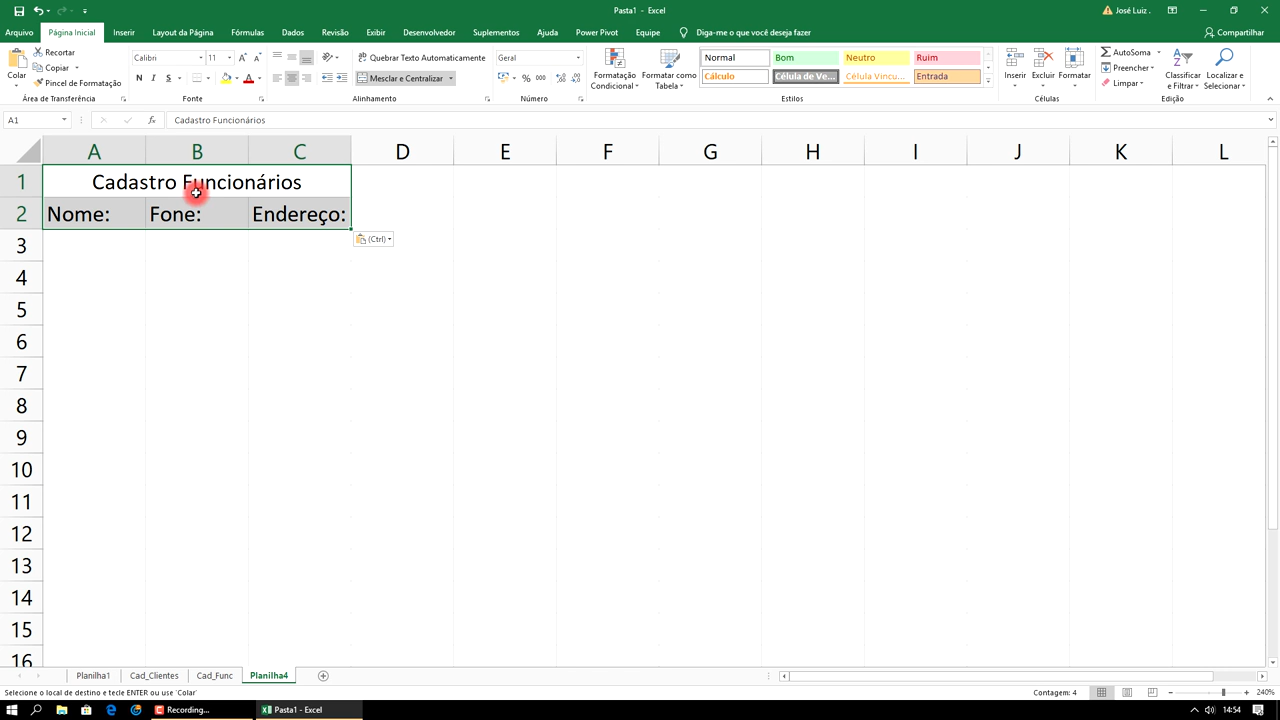 Pasta1 - Excel
José Luiz .
Arquivo Página Inicial Inserir Layout da Página Fórmulas Dados Revisão Exibir Desenvolvedor Suplementos Ajuda Power Pivot Equipe Diga-me o que você deseja fazer Compartilhar
Colar
Recortar
Copiar
Pincel de Formatação
Área de Transferência
Calibri 11
N I S
Fonte
Quebrar Texto Automaticamente
Mesclar e Centralizar
Alinhamento
Geral
% 000
Número
Formatação Condicional
Formatar como Tabela
Normal Bom Neutro Ruim
Cálculo Célula de Ve... Célula Vincu... Entrada
Estilos
Inserir Excluir Formatar
Células
AutoSoma
Preencher
Limpar
Classificar e Filtrar
Localizar e Selecionar
Edição
A1 fx Cadastro Funcionários
A B C D E F G H I J K L
1 Cadastro Funcionários
2 Nome: Fone: Endereço:
(Ctrl)
3
4
5
6
7
8
9
10
11
12
13
14
15
16
Planilha1 Cad_Clientes Cad_Func Planilha4
Selecione o local de destino e tecle ENTER ou use 'Colar' Contagem: 4 240%
Recording... Pasta1 - Excel 14:54